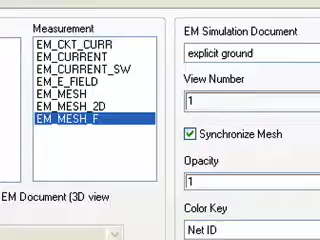 Measurement
EM_CKT_CURR
EM_CURRENT
EM_CURRENT_SW
EM_E_FIELD
EM_MESH
EM_MESH_2D
EM_MESH_F
EM Document (3D view
EM Simulation Document
explicit ground
View Number
1
Synchronize Mesh
Opacity
1
Color Key
Net ID